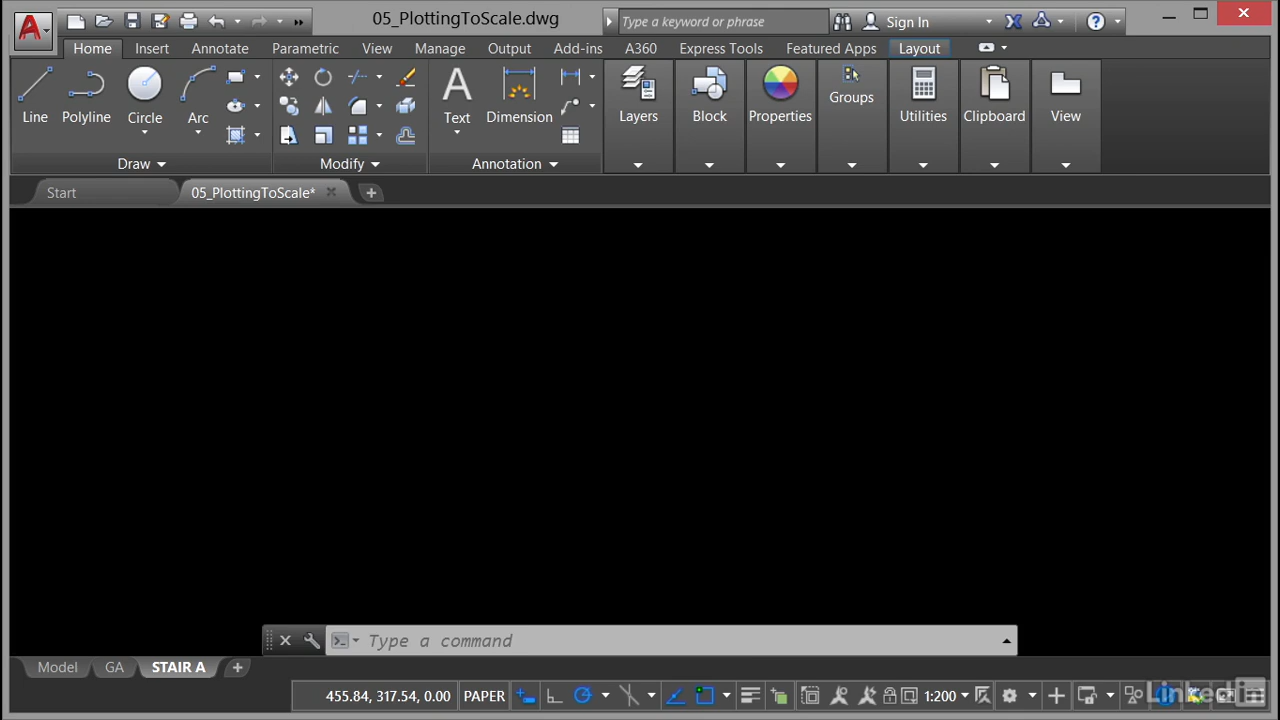 05_PlottingToScale.dwg
Type a keyword or phrase
Sign In
Home Insert Annotate Parametric View Manage Output Add-ins A360 Express Tools Featured Apps Layout
Line Polyline Circle Arc Text Dimension Layers Block Properties Groups Utilities Clipboard View
Draw Modify Annotation
Start 05_PlottingToScale*
Type a command
Model GA STAIR A
455.84, 317.54, 0.00 PAPER 1:200
LinkedIn